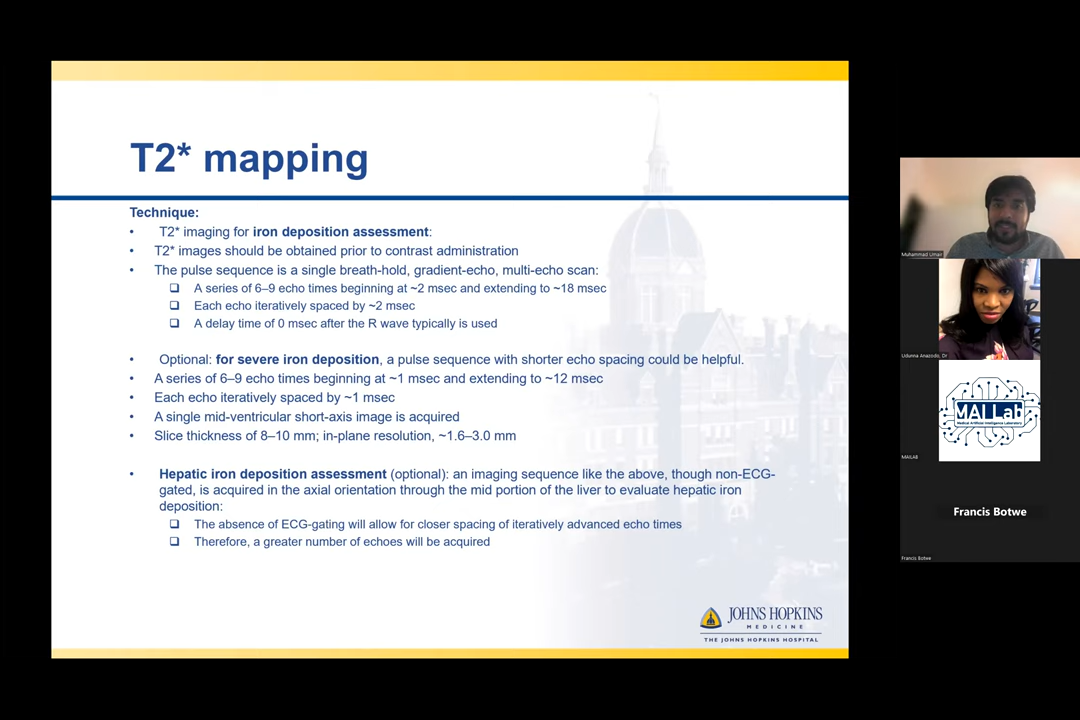 T2* mapping
Technique:
• T2* imaging for iron deposition assessment:
• T2* images should be obtained prior to contrast administration
• The pulse sequence is a single breath-hold, gradient-echo, multi-echo scan:
❑ A series of 6–9 echo times beginning at ~2 msec and extending to ~18 msec
❑ Each echo iteratively spaced by ~2 msec
❑ A delay time of 0 msec after the R wave typically is used
• Optional: for severe iron deposition, a pulse sequence with shorter echo spacing could be helpful.
• A series of 6–9 echo times beginning at ~1 msec and extending to ~12 msec
• Each echo iteratively spaced by ~1 msec
• A single mid-ventricular short-axis image is acquired
• Slice thickness of 8–10 mm; in-plane resolution, ~1.6–3.0 mm
• Hepatic iron deposition assessment (optional): an imaging sequence like the above, though non-ECG-
gated, is acquired in the axial orientation through the mid portion of the liver to evaluate hepatic iron
deposition:
❑ The absence of ECG-gating will allow for closer spacing of iteratively advanced echo times
❑ Therefore, a greater number of echoes will be acquired
JOHNS HOPKINS
MEDICINE
THE JOHNS HOPKINS HOSPITAL
Muhammad Umair
Udunna Anazodo, Dr
MAI Lab
Medical Artificial Intelligence Laboratory
MAILAB
Francis Botwe
Francis Botwe